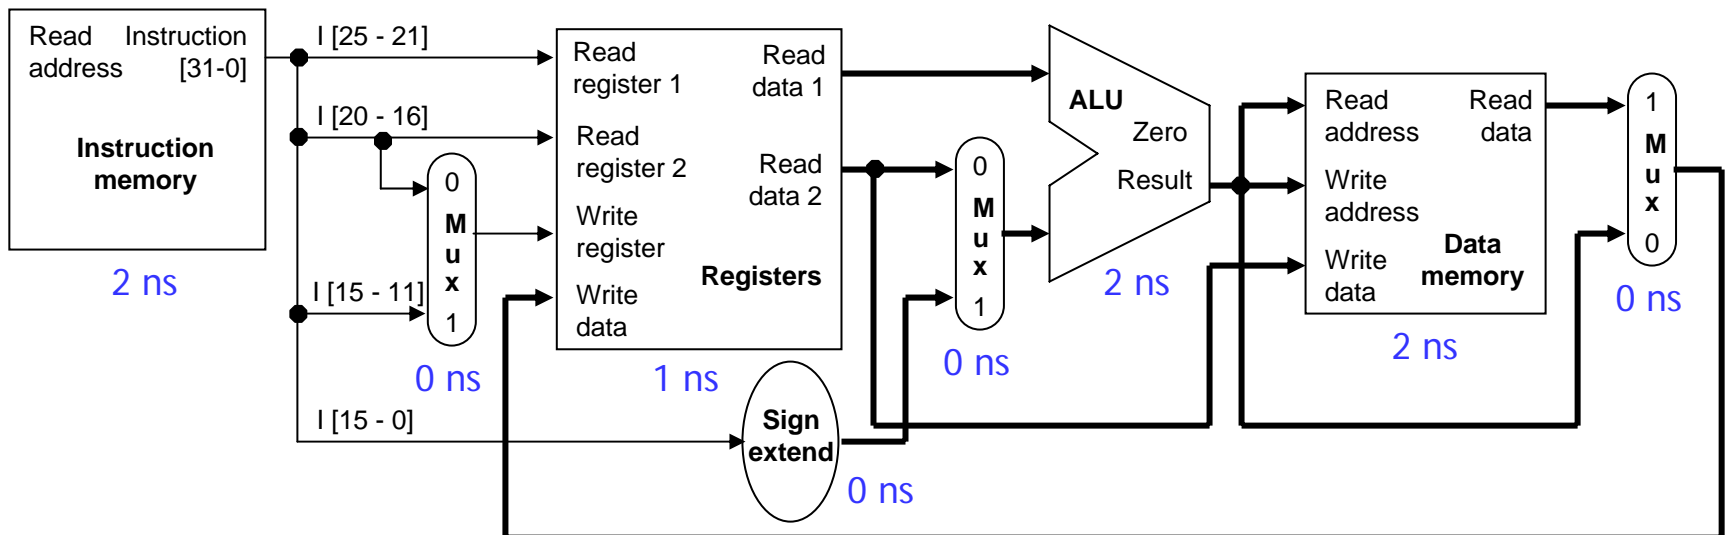 Read Instruction
address [31-0]
Instruction
memory
2 ns
I [25 - 21]
I [20 - 16]
I [15 - 11]
I [15 - 0]
0
M
u
x
1
0 ns
Read
register 1
Read
data 1
Read
register 2
Read
data 2
Write
register
Registers
Write
data
1 ns
Sign
extend
0 ns
0
M
u
x
1
0 ns
ALU
Zero
Result
2 ns
Read
address
Read
data
Write
address
Write
data
Data
memory
2 ns
1
M
u
x
0
0 ns